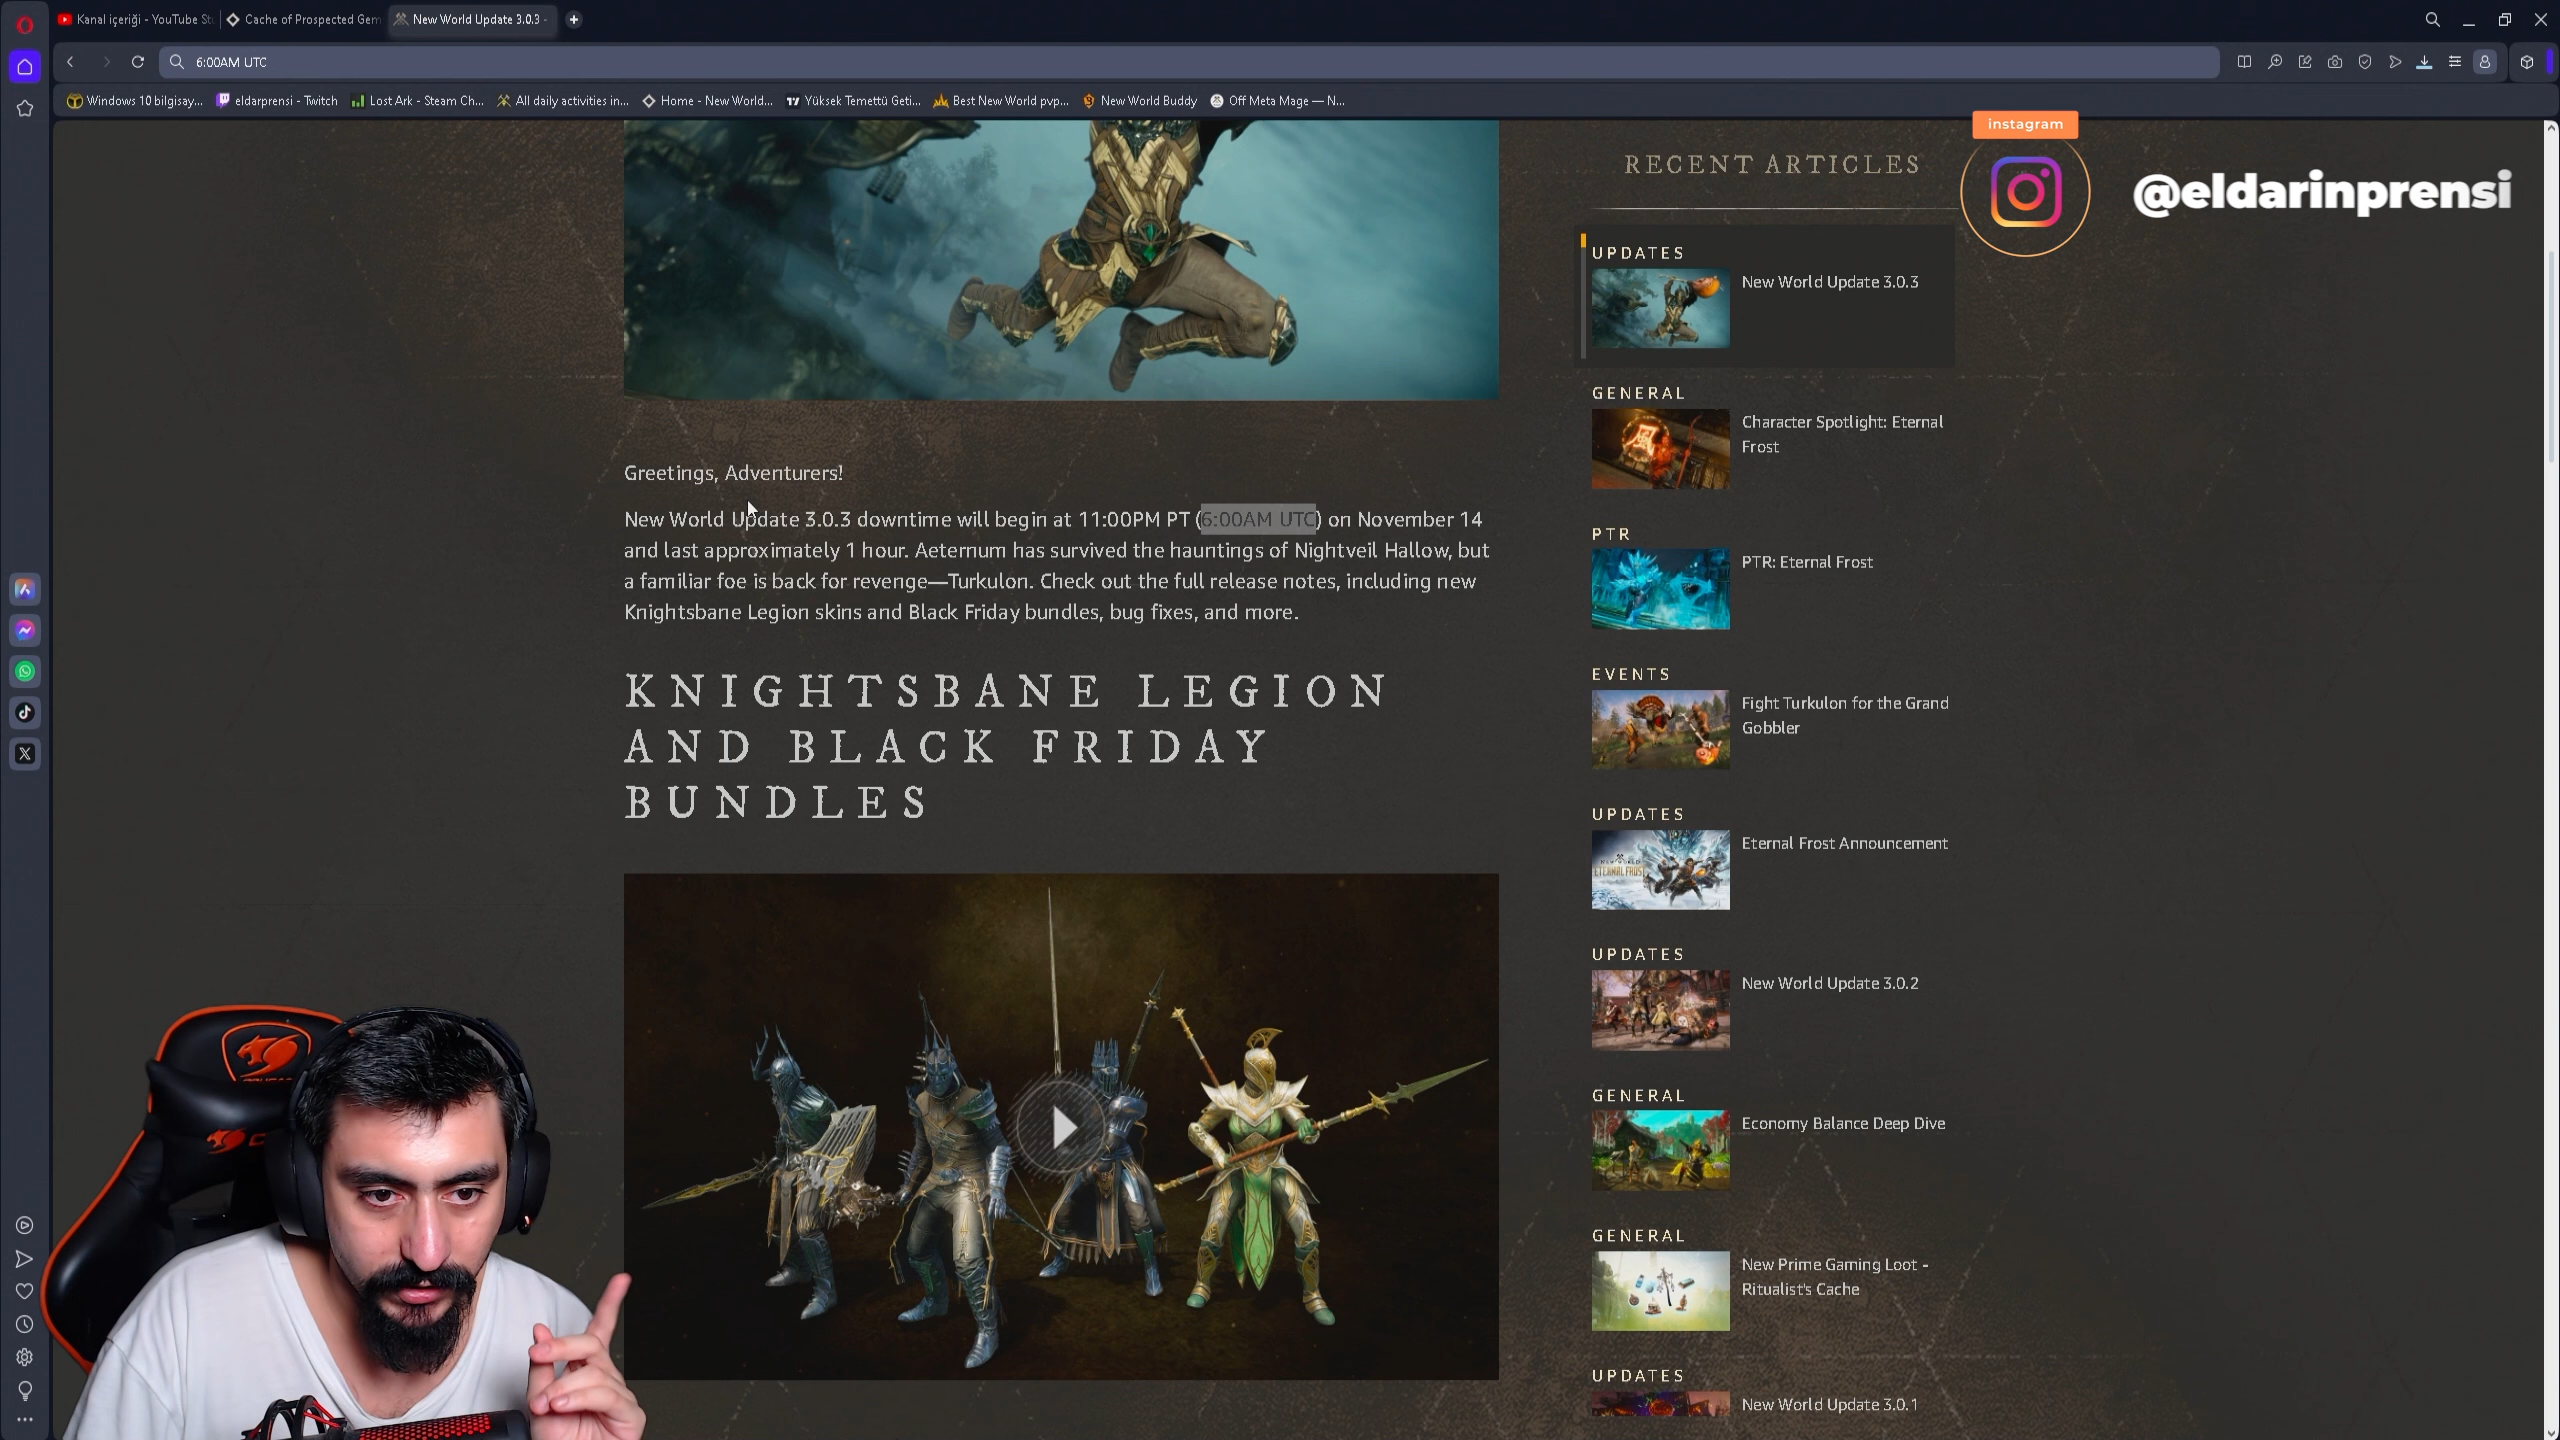 Kanal içeriği - YouTube St
Cache of Prospected Gem
New World Update 3.0.3 -
6:00AM UTC
Windows 10 bilgisay...
eldarprensi - Twitch
Lost Ark - Steam Ch...
All daily activities in...
Home - New World...
Yüksek Temettü Geti...
Best New World pvp...
New World Buddy
Off Meta Mage — N...
instagram
@eldarinprensi
Greetings, Adventurers!
New World Update 3.0.3 downtime will begin at 11:00PM PT (6:00AM UTC) on November 14
and last approximately 1 hour. Aeternum has survived the hauntings of Nightveil Hallow, but
a familiar foe is back for revenge—Turkulon. Check out the full release notes, including new
Knightsbane Legion skins and Black Friday bundles, bug fixes, and more.
KNIGHTSBANE LEGION
AND BLACK FRIDAY
BUNDLES
RECENT ARTICLES
UPDATES
New World Update 3.0.3
GENERAL
Character Spotlight: Eternal
Frost
PTR
PTR: Eternal Frost
EVENTS
Fight Turkulon for the Grand
Gobbler
UPDATES
Eternal Frost Announcement
UPDATES
New World Update 3.0.2
GENERAL
Economy Balance Deep Dive
GENERAL
New Prime Gaming Loot -
Ritualist's Cache
UPDATES
New World Update 3.0.1